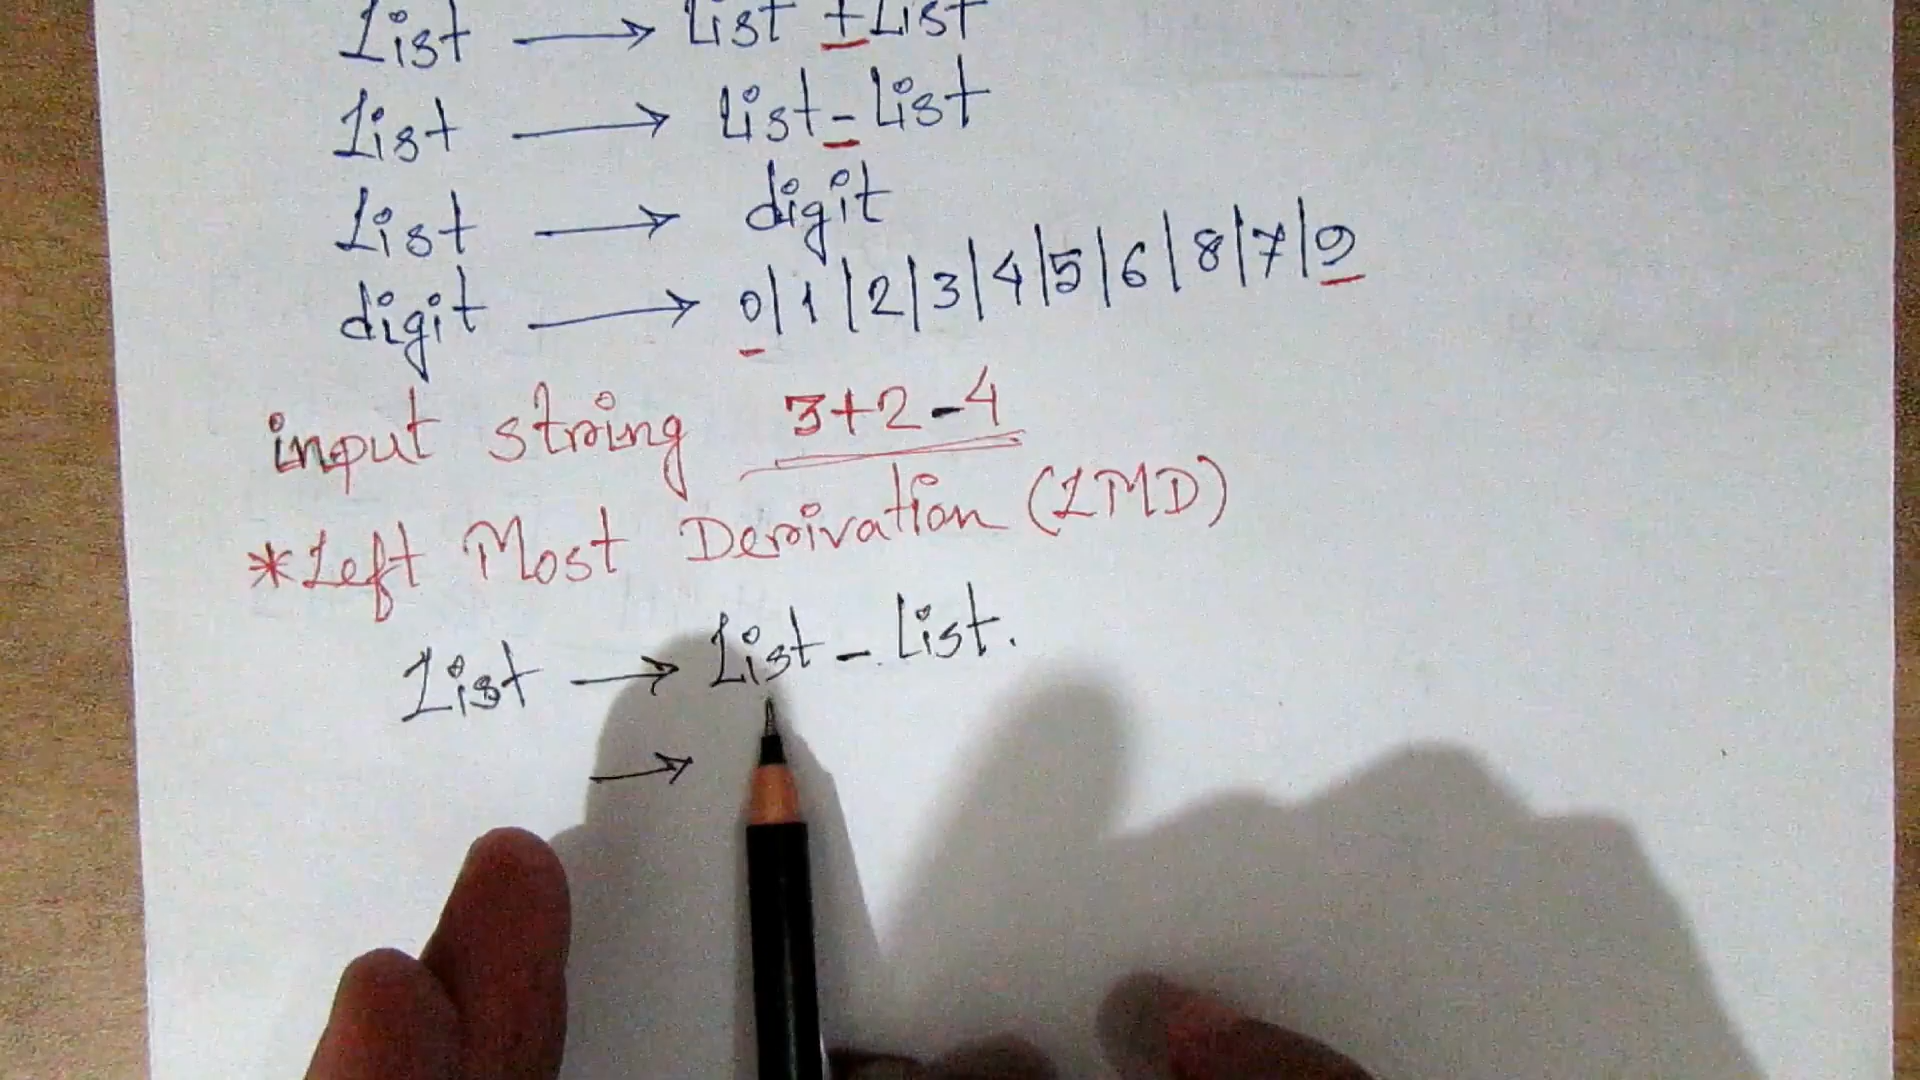 List → List + List
List → List - List
List → digit
digit → 0|1|2|3|4|5|6|8|7|9
input string 3+2-4
*Left Most Derivation (LMD)
List → List - List.
→